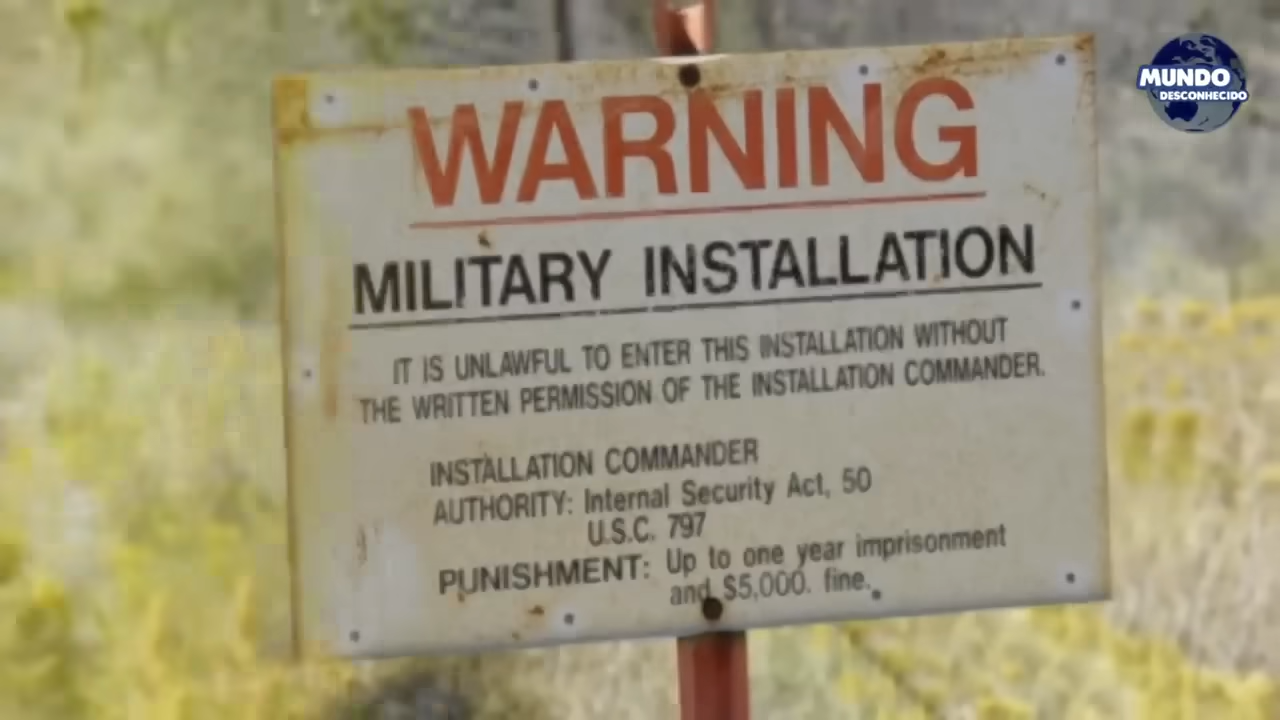 WARNING
MILITARY INSTALLATION
IT IS UNLAWFUL TO ENTER THIS INSTALLATION WITHOUT
THE WRITTEN PERMISSION OF THE INSTALLATION COMMANDER.
INSTALLATION COMMANDER
AUTHORITY: Internal Security Act, 50
U.S.C. 797
PUNISHMENT: Up to one year imprisonment
and $5,000. fine.
MUNDO
DESCONHECIDO